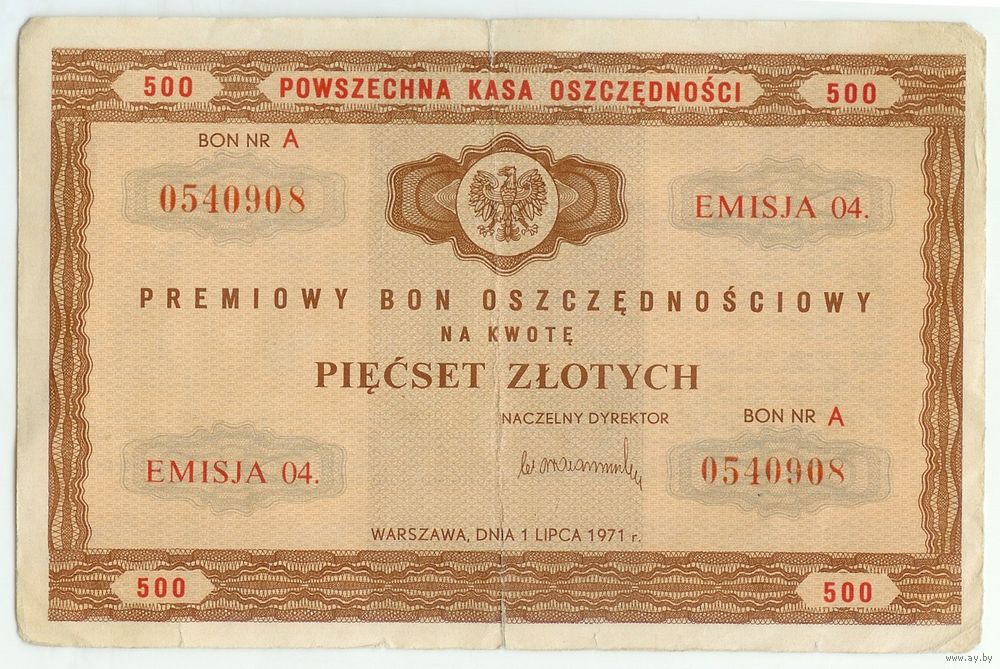 500 POWSZECHNA KASA OSZCZĘDNOŚCI 500
BON NR A
0540908
EMISJA 04.
PREMIOWY BON OSZCZĘDNOŚCIOWY
NA KWOTĘ
PIĘĆSET ZŁOTYCH
NACZELNY DYREKTOR
BON NR A
EMISJA 04.
0540908
WARSZAWA, DNIA 1 LIPCA 1971 r.
500 500
www.ay.by